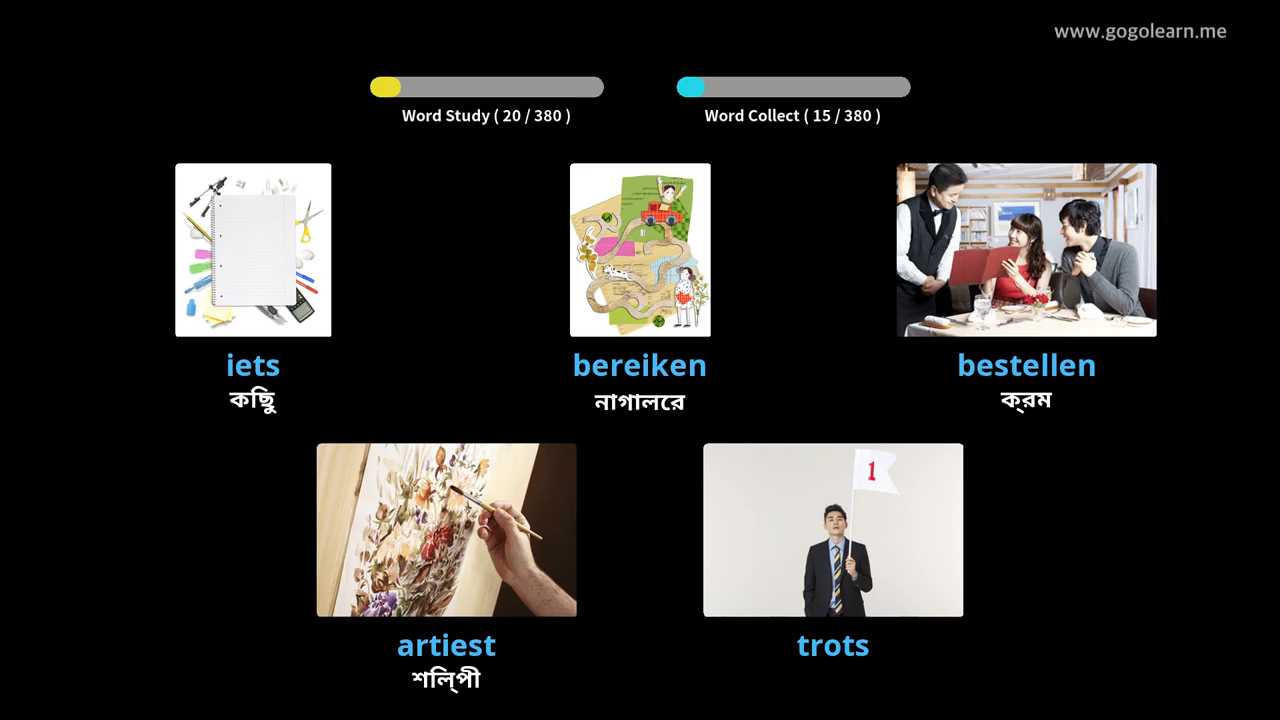 www.gogolearn.me
Word Study ( 20 / 380 )
Word Collect ( 15 / 380 )
iets
কিছু
bereiken
নাগালরে
bestellen
ক্রম
1
artiest
শল্িপী
trots